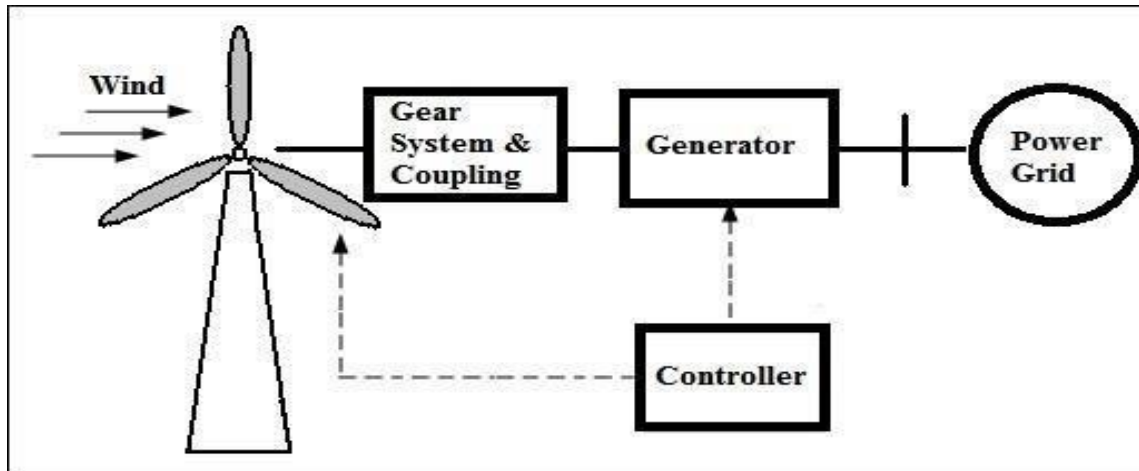 Wind
Gear
System &
Coupling
Generator
Power
Grid
Controller